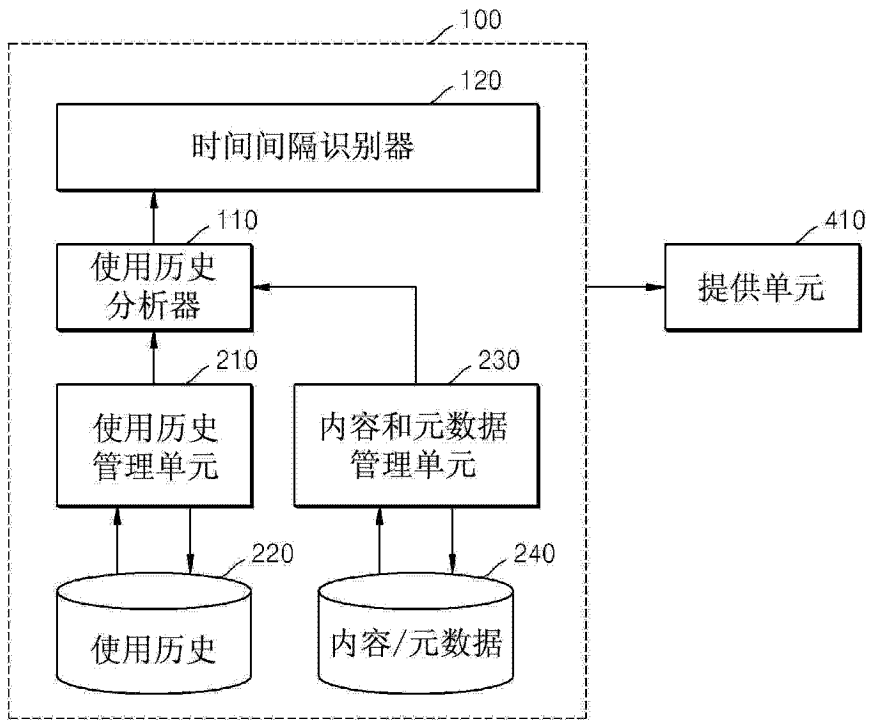 100
120
时间间隔识别器
110
410
使用历史
分析器
提供单元
210
230
使用历史
管理单元
内容和元数据
管理单元
220
240
使用历史
内容/元数据